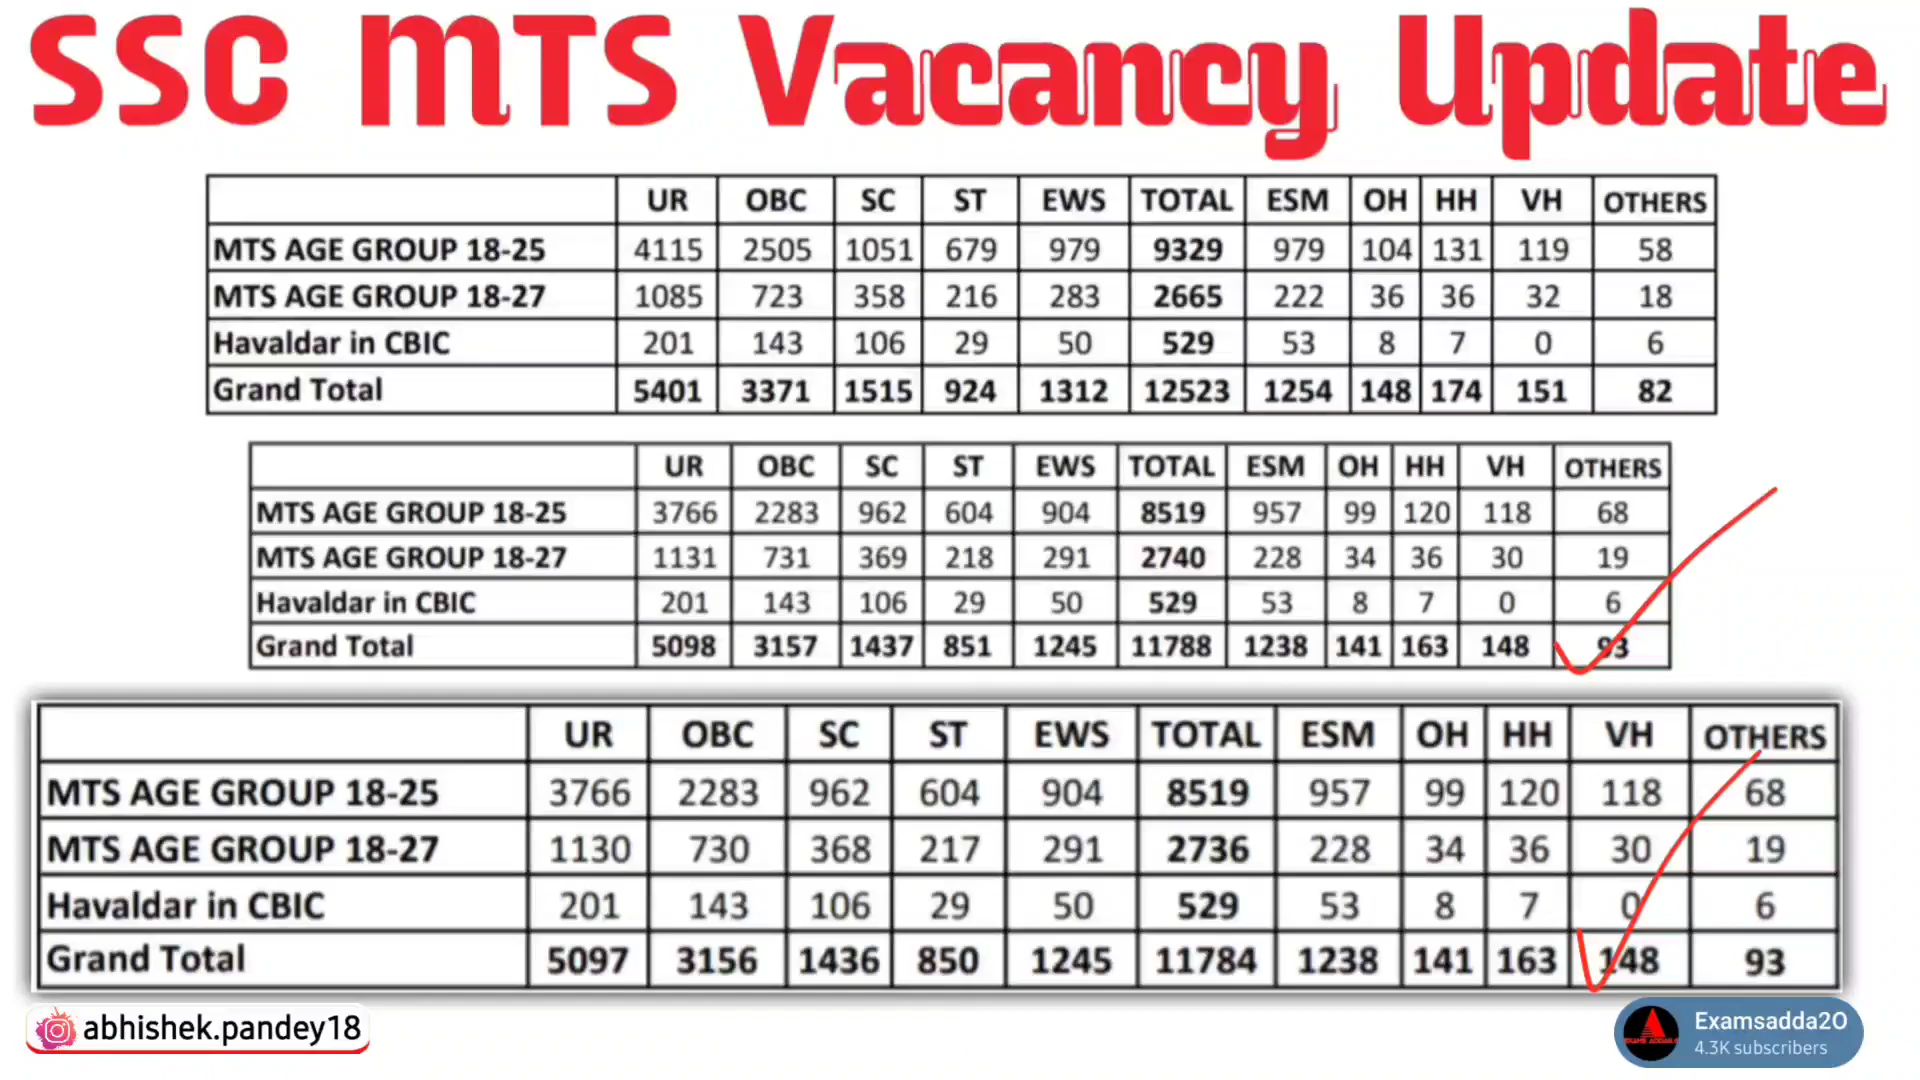 SSC MTS Vacancy Update
UR OBC SC ST EWS TOTAL ESM OH HH VH OTHERS
MTS AGE GROUP 18-25 4115 2505 1051 679 979 9329 979 104 131 119 58
MTS AGE GROUP 18-27 1085 723 358 216 283 2665 222 36 36 32 18
Havaldar in CBIC 201 143 106 29 50 529 53 8 7 0 6
Grand Total 5401 3371 1515 924 1312 12523 1254 148 174 151 82
UR OBC SC ST EWS TOTAL ESM OH HH VH OTHERS
MTS AGE GROUP 18-25 3766 2283 962 604 904 8519 957 99 120 118 68
MTS AGE GROUP 18-27 1131 731 369 218 291 2740 228 34 36 30 19
Havaldar in CBIC 201 143 106 29 50 529 53 8 7 0 6
Grand Total 5098 3157 1437 851 1245 11788 1238 141 163 148 93
UR OBC SC ST EWS TOTAL ESM OH HH VH OTHERS
MTS AGE GROUP 18-25 3766 2283 962 604 904 8519 957 99 120 118 68
MTS AGE GROUP 18-27 1130 730 368 217 291 2736 228 34 36 30 19
Havaldar in CBIC 201 143 106 29 50 529 53 8 7 0 6
Grand Total 5097 3156 1436 850 1245 11784 1238 141 163 148 93
abhishek.pandey18
Examsadda20
4.3K subscribers